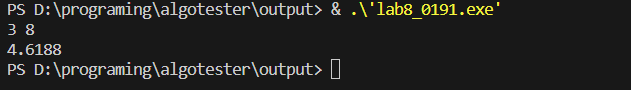 PS D:\programing\algotester\output> & .\'lab8_0191.exe'
3 8
4.6188
PS D:\programing\algotester\output>